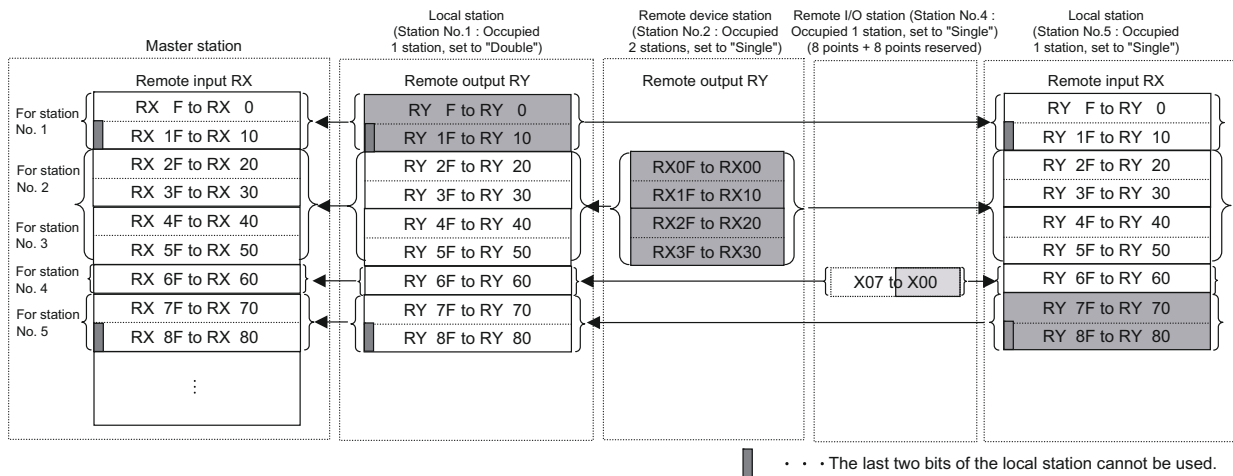 Master station
Local station
(Station No.1 : Occupied
1 station, set to "Double")
Remote device station
(Station No.2 : Occupied
2 stations, set to "Single")
Remote I/O station (Station No.4 :
Occupied 1 station, set to "Single")
(8 points + 8 points reserved)
Local station
(Station No.5 : Occupied
1 station, set to "Single")
Remote input RX
Remote output RY
Remote output RY
Remote input RX
For station
No. 1
RX F to RX 0
RY F to RY 0
RY F to RY 0
RX 1F to RX 10
RY 1F to RY 10
RY 1F to RY 10
For station
No. 2
RX 2F to RX 20
RY 2F to RY 20
RX0F to RX00
RY 2F to RY 20
RX 3F to RX 30
RY 3F to RY 30
RX1F to RX10
RY 3F to RY 30
For station
No. 3
RX 4F to RX 40
RY 4F to RY 40
RX2F to RX20
RY 4F to RY 40
RX 5F to RX 50
RY 5F to RY 50
RX3F to RX30
RY 5F to RY 50
For station
No. 4
RX 6F to RX 60
RY 6F to RY 60
X07 to X00
RY 6F to RY 60
For station
No. 5
RX 7F to RX 70
RY 7F to RY 70
RY 7F to RY 70
RX 8F to RX 80
RY 8F to RY 80
RY 8F to RY 80
⋮
・・・The last two bits of the local station cannot be used.